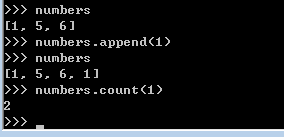 >>> numbers
[1, 5, 6]
>>> numbers.append(1)
>>> numbers
[1, 5, 6, 1]
>>> numbers.count(1)
2
>>>